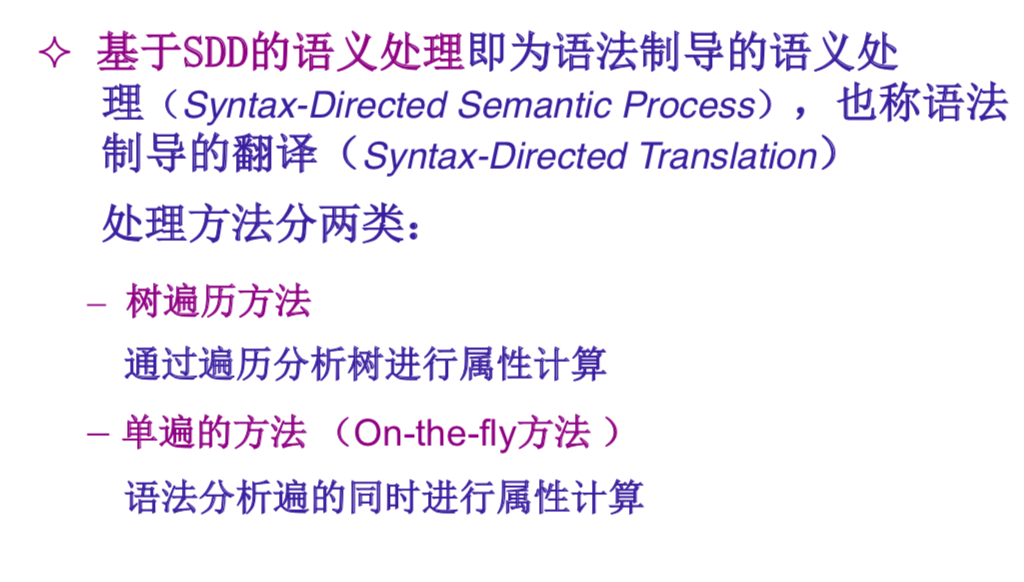 ✧ 基于SDD的语义处理即为语法制导的语义处
理（Syntax-Directed Semantic Process），也称语法
制导的翻译（Syntax-Directed Translation）
处理方法分两类：
– 树遍历方法
通过遍历分析树进行属性计算
– 单遍的方法 （On-the-fly方法 ）
语法分析遍的同时进行属性计算